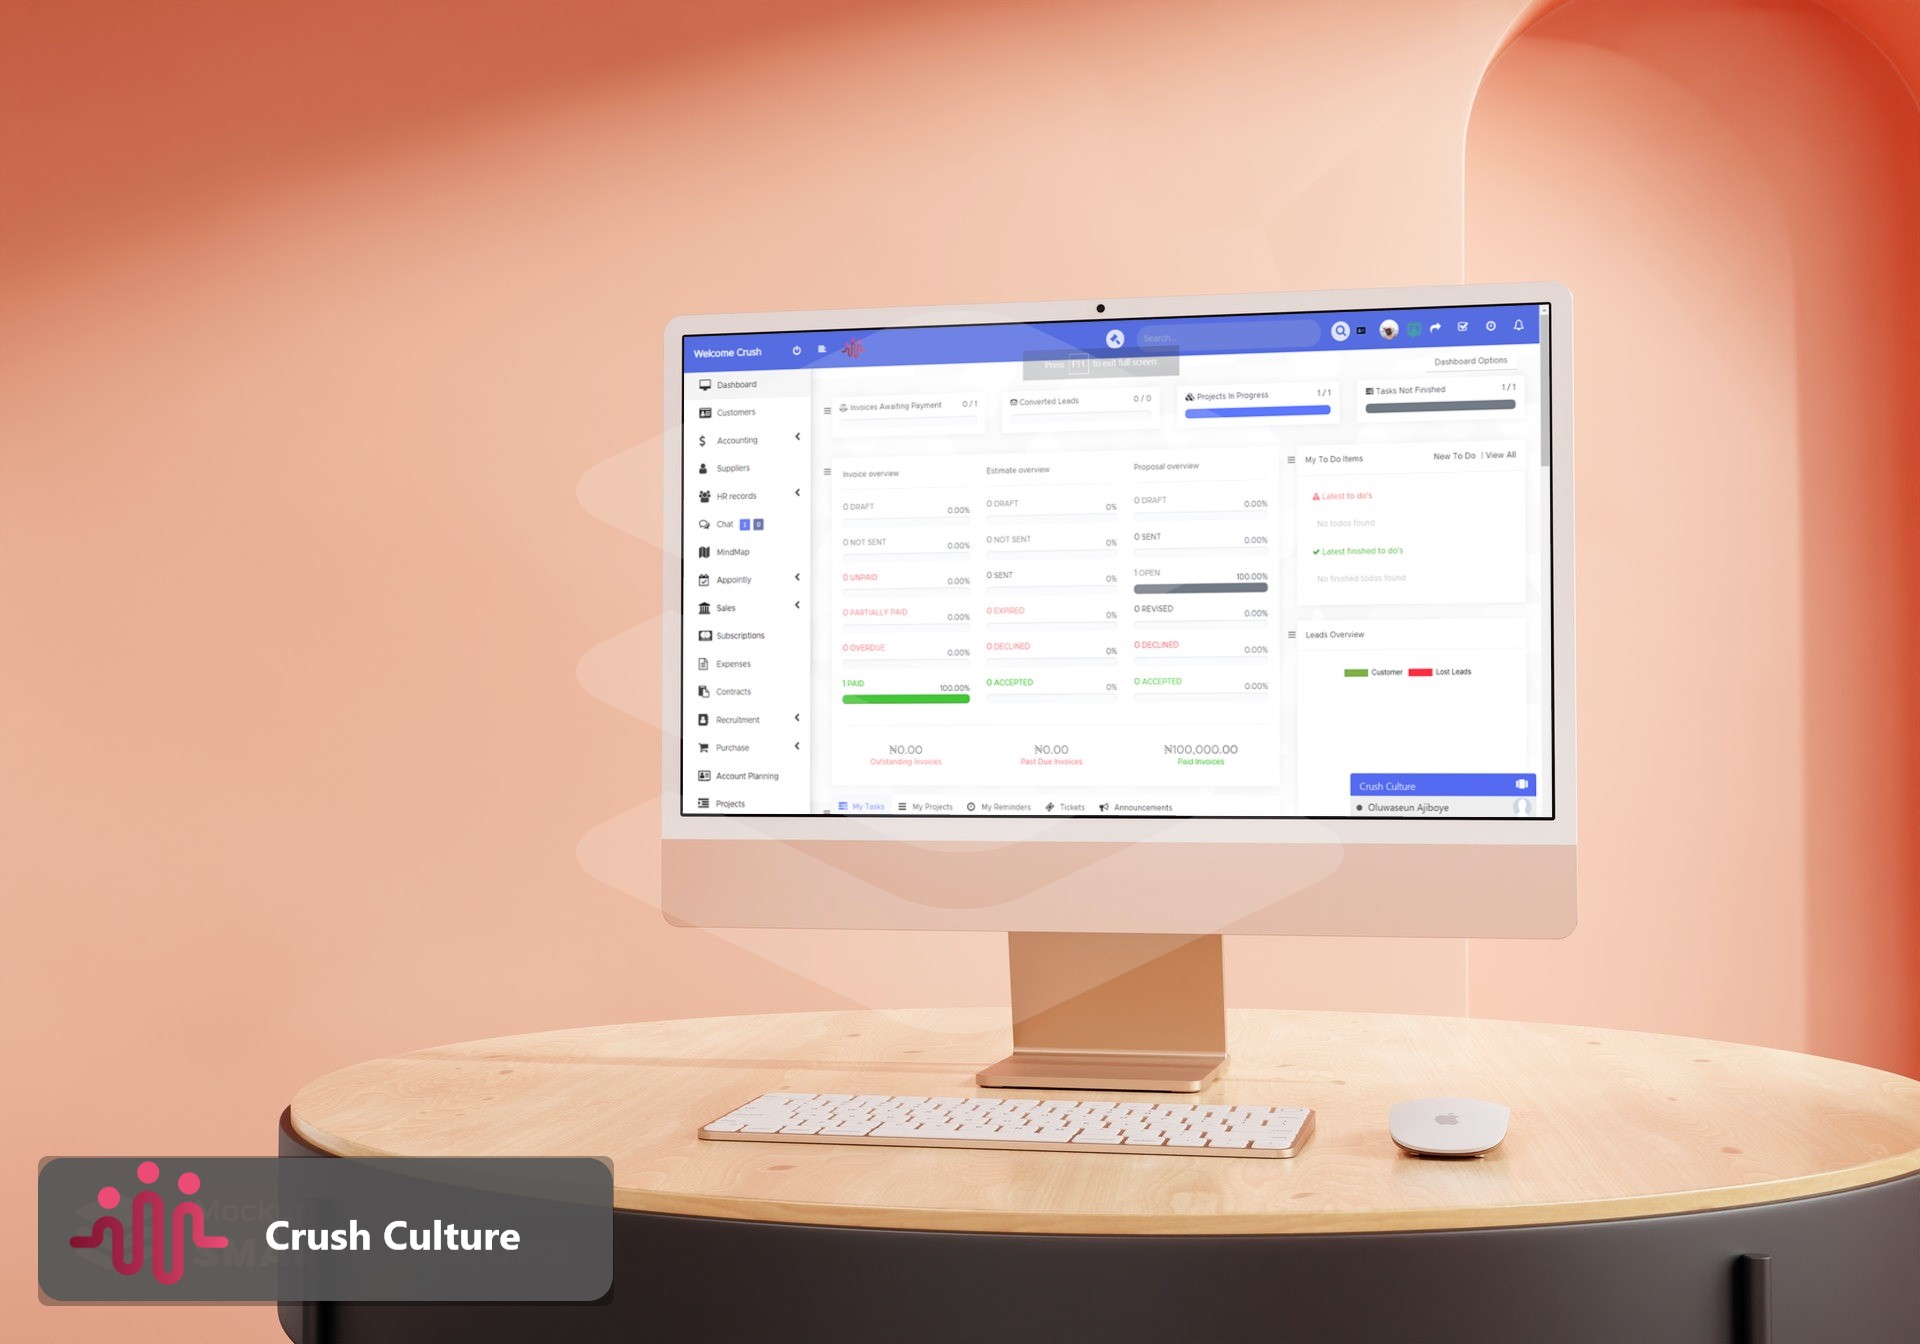 Welcome Crush
Search...
Press F11 to exit full screen
Dashboard Options
Dashboard
Customers
Accounting
Suppliers
HR records
Chat 1 0
MindMap
Appointly
Sales
Subscriptions
Expenses
Contracts
Recruitment
Purchase
Account Planning
Projects
Invoices Awaiting Payment 0 / 1
Converted Leads 0 / 0
Projects In Progress 1 / 1
Tasks Not Finished 1 / 1
Invoice overview
0 DRAFT 0.00%
0 NOT SENT 0.00%
0 UNPAID 0.00%
0 PARTIALLY PAID 0.00%
0 OVERDUE 0.00%
1 PAID 100.00%
Estimate overview
0 DRAFT 0%
0 NOT SENT 0%
0 SENT 0%
0 EXPIRED 0%
0 DECLINED 0%
0 ACCEPTED 0%
Proposal overview
0 DRAFT 0.00%
0 SENT 0.00%
1 OPEN 100.00%
0 REVISED 0.00%
0 DECLINED 0.00%
0 ACCEPTED 0.00%
₦0.00
Outstanding Invoices
₦0.00
Past Due Invoices
₦100,000.00
Paid Invoices
My To Do Items New To Do | View All
Latest to do's
No todos found
Latest finished to do's
No finished todos found
Leads Overview
Customer Lost Leads
My Tasks My Projects My Reminders Tickets Announcements
Crush Culture
Oluwaseun Ajiboye
Crush Culture